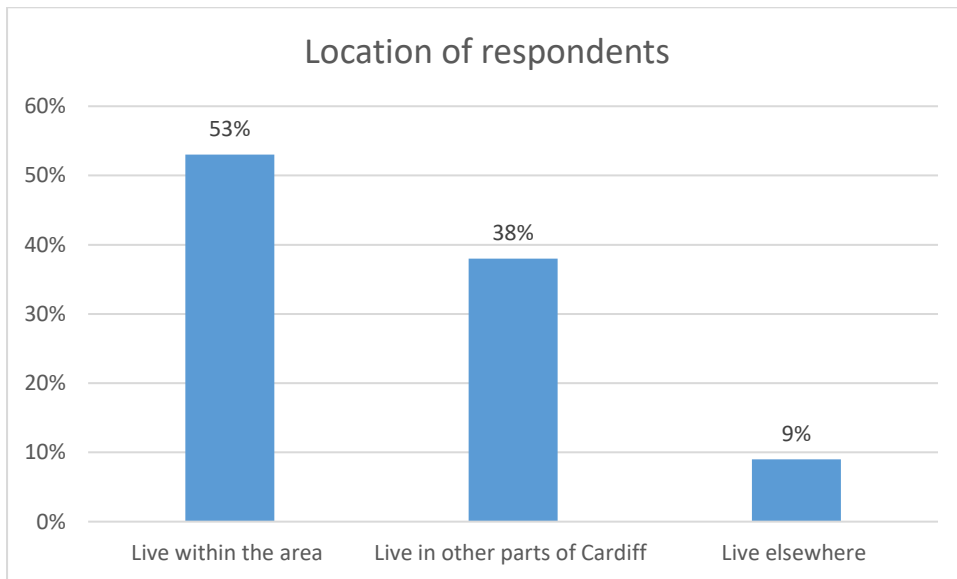 Location of respondents
60%
53%
50%
38%
40%
30%
20%
9%
10%
0%
Live within the area
Live in other parts of Cardiff
Live elsewhere